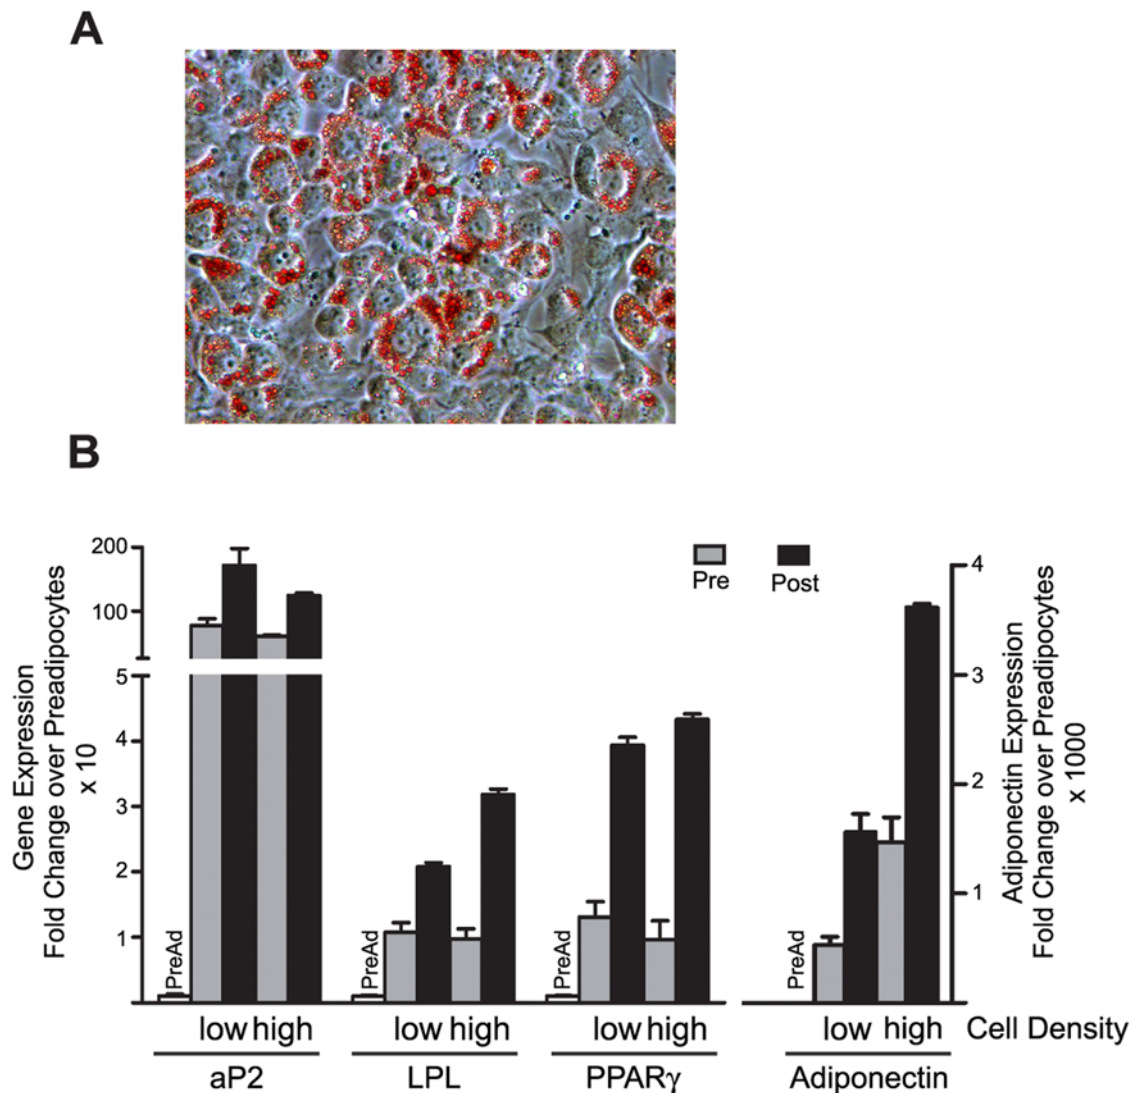 A
B
Gene Expression
Fold Change over Preadipocytes
x 10
200
100
5
4
3
2
1
Pre
Post
4
3
2
1
Adiponectin Expression
Fold Change over Preadipocytes
x 1000
PreAd
PreAd
PreAd
PreAd
low high
low high
low high
low high
Cell Density
aP2
LPL
PPARγ
Adiponectin